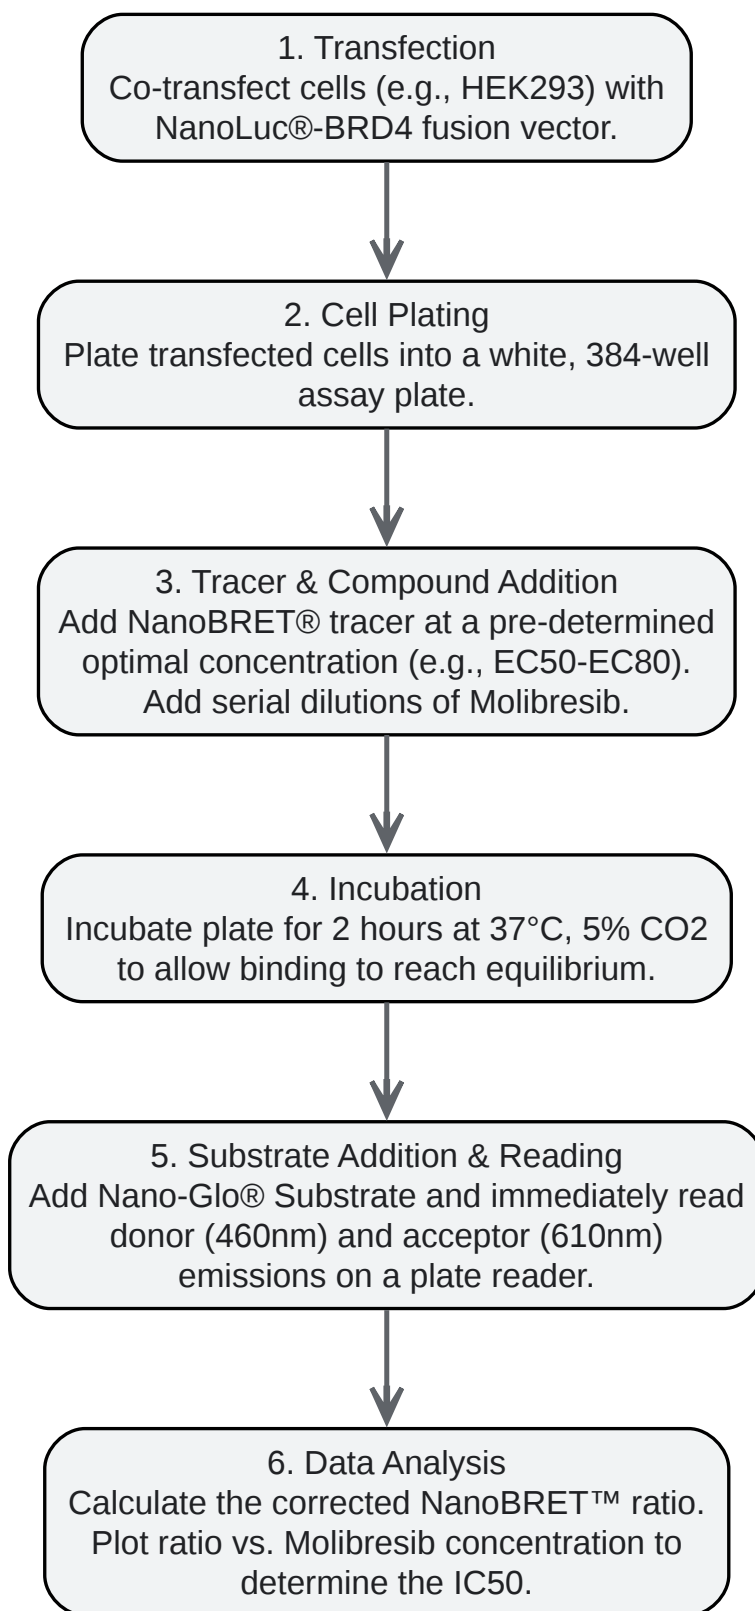 1. Transfection
Co-transfect cells (e.g., HEK293) with
NanoLuc®-BRD4 fusion vector.
2. Cell Plating
Plate transfected cells into a white, 384-well
assay plate.
3. Tracer & Compound Addition
Add NanoBRET® tracer at a pre-determined
optimal concentration (e.g., EC50-EC80).
Add serial dilutions of Molibresib.
4. Incubation
Incubate plate for 2 hours at 37°C, 5% CO2
to allow binding to reach equilibrium.
5. Substrate Addition & Reading
Add Nano-Glo® Substrate and immediately read
donor (460nm) and acceptor (610nm)
emissions on a plate reader.
6. Data Analysis
Calculate the corrected NanoBRET™ ratio.
Plot ratio vs. Molibresib concentration to
determine the IC50.